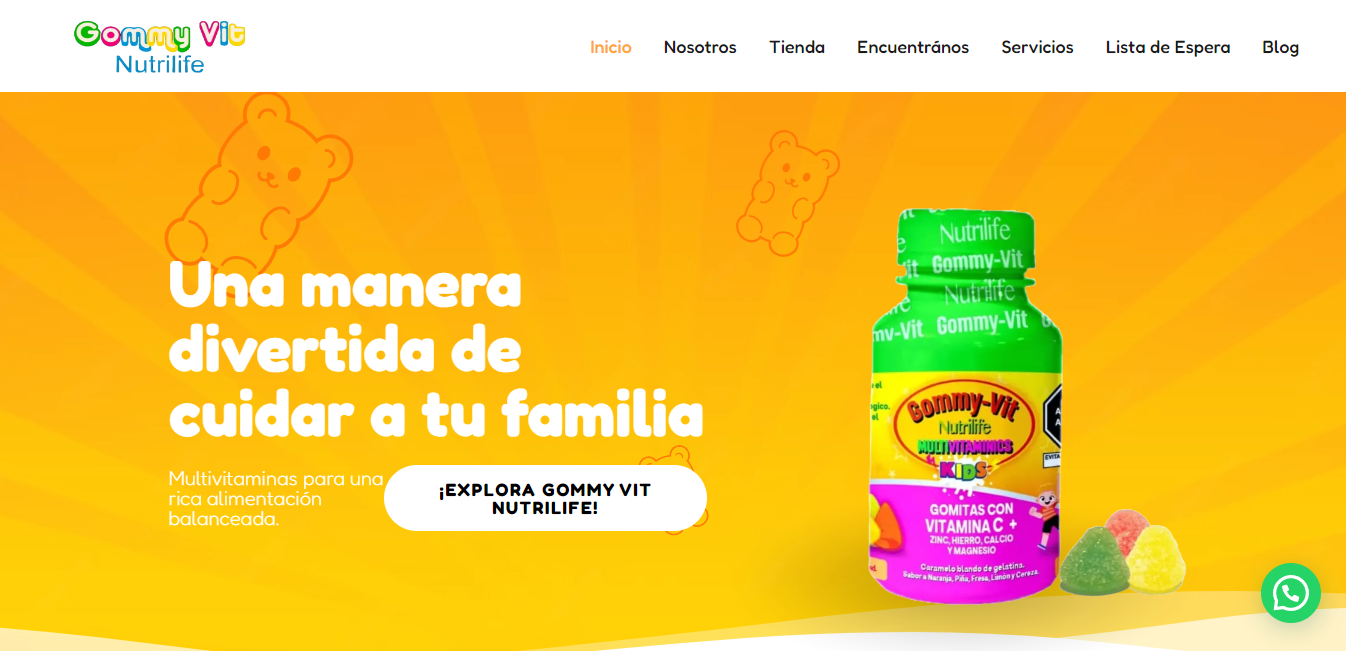 Gommy Vit
Nutrilife
Inicio
Nosotros
Tienda
Encuentrános
Servicios
Lista de Espera
Blog
Una manera
divertida de
cuidar a tu familia
Multivitaminas para una
rica alimentación
balanceada.
¡EXPLORA GOMMY VIT
NUTRILIFE!
Nutrilife
Gommy-Vit
Nutrilife
Gommy-Vit
Gommy-Vit
Nutrilife
MULTIVITAMINICS
KIDS
GOMITAS CON
VITAMINA C +
ZINC, HIERRO, CALCIO
Y MAGNESIO
Caramelo blando de gelatina.
Sabor a Naranja, Piña, Fresa, Limón y Cereza.